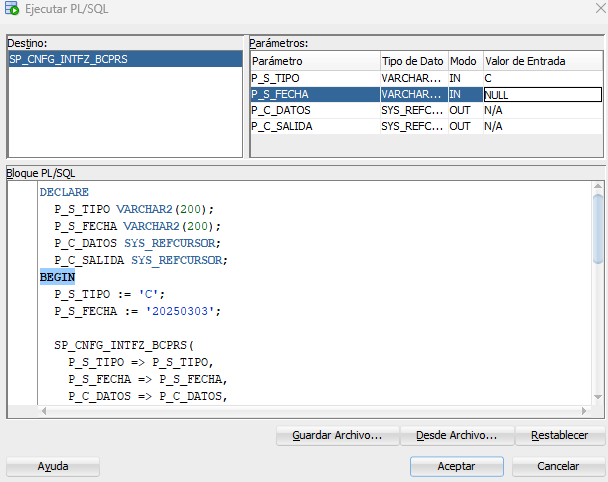 Ejecutar PL/SQL
Destino:
SP_CNFG_INTFZ_BCPRS
Parámetros:
Parámetro Tipo de Dato Modo Valor de Entrada
P_S_TIPO VARCHAR... IN C
P_S_FECHA VARCHAR... IN NULL
P_C_DATOS SYS_REFC... OUT N/A
P_C_SALIDA SYS_REFC... OUT N/A
Bloque PL/SQL
DECLARE
P_S_TIPO VARCHAR2(200);
P_S_FECHA VARCHAR2(200);
P_C_DATOS SYS_REFCURSOR;
P_C_SALIDA SYS_REFCURSOR;
BEGIN
P_S_TIPO := 'C';
P_S_FECHA := '20250303';
SP_CNFG_INTFZ_BCPRS(
P_S_TIPO => P_S_TIPO,
P_S_FECHA => P_S_FECHA,
P_C_DATOS => P_C_DATOS,
Guardar Archivo... Desde Archivo... Restablecer
Ayuda Aceptar Cancelar